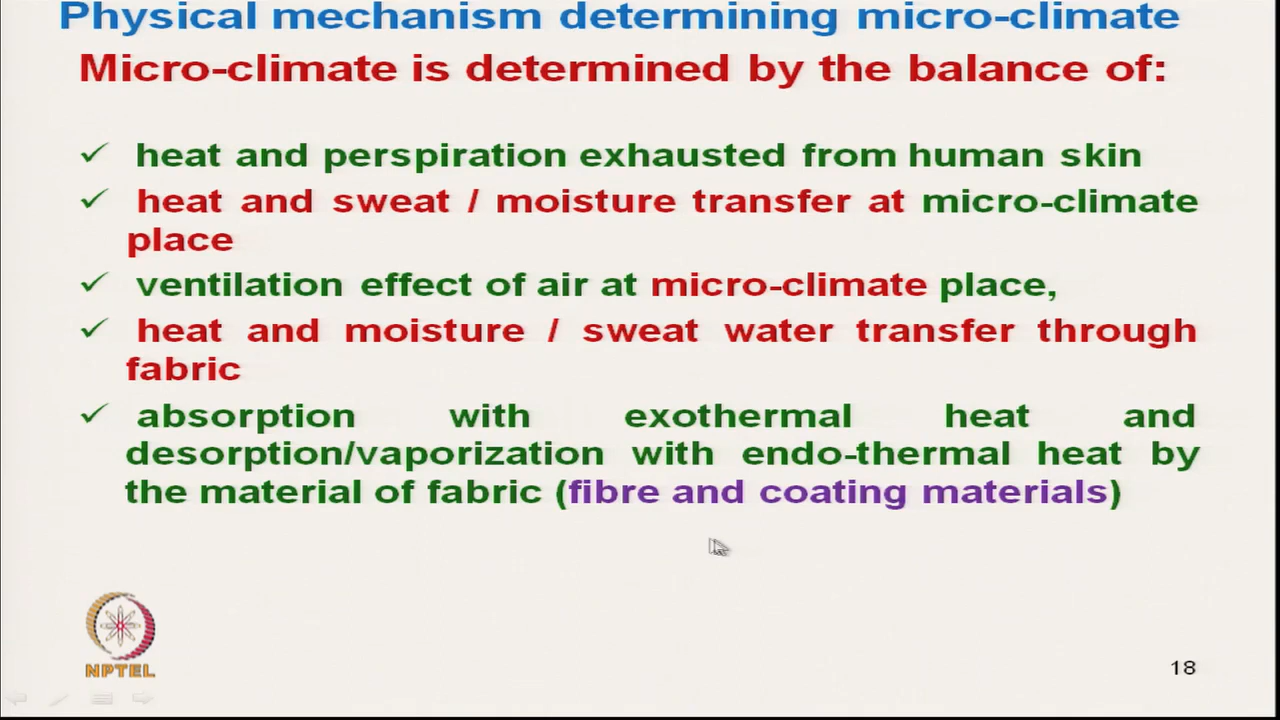 Physical mechanism determining micro-climate
Micro-climate is determined by the balance of:
✓ heat and perspiration exhausted from human skin
✓ heat and sweat / moisture transfer at micro-climate
place
✓ ventilation effect of air at micro-climate place,
✓ heat and moisture / sweat water transfer through
fabric
✓ absorption with exothermal heat and
desorption/vaporization with endo-thermal heat by
the material of fabric (fibre and coating materials)
NPTEL
18